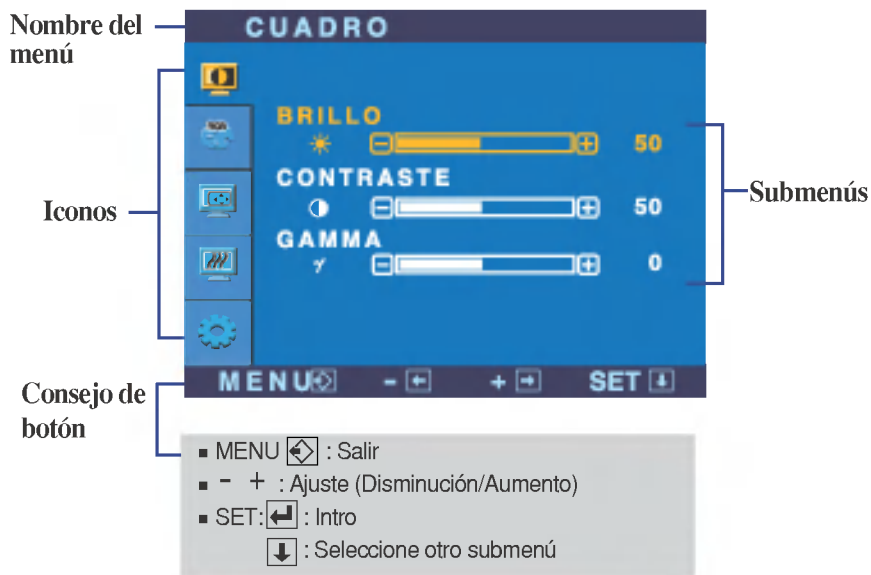 Nombre del
menú
CUADRO
BRILLO
50
CONTRASTE
50
GAMMA
0
Iconos
Submenús
Consejo de
botón
MENU - + SET
■ MENU : Salir
■ - + : Ajuste (Disminución/Aumento)
■ SET: : Intro
: Seleccione otro submenú